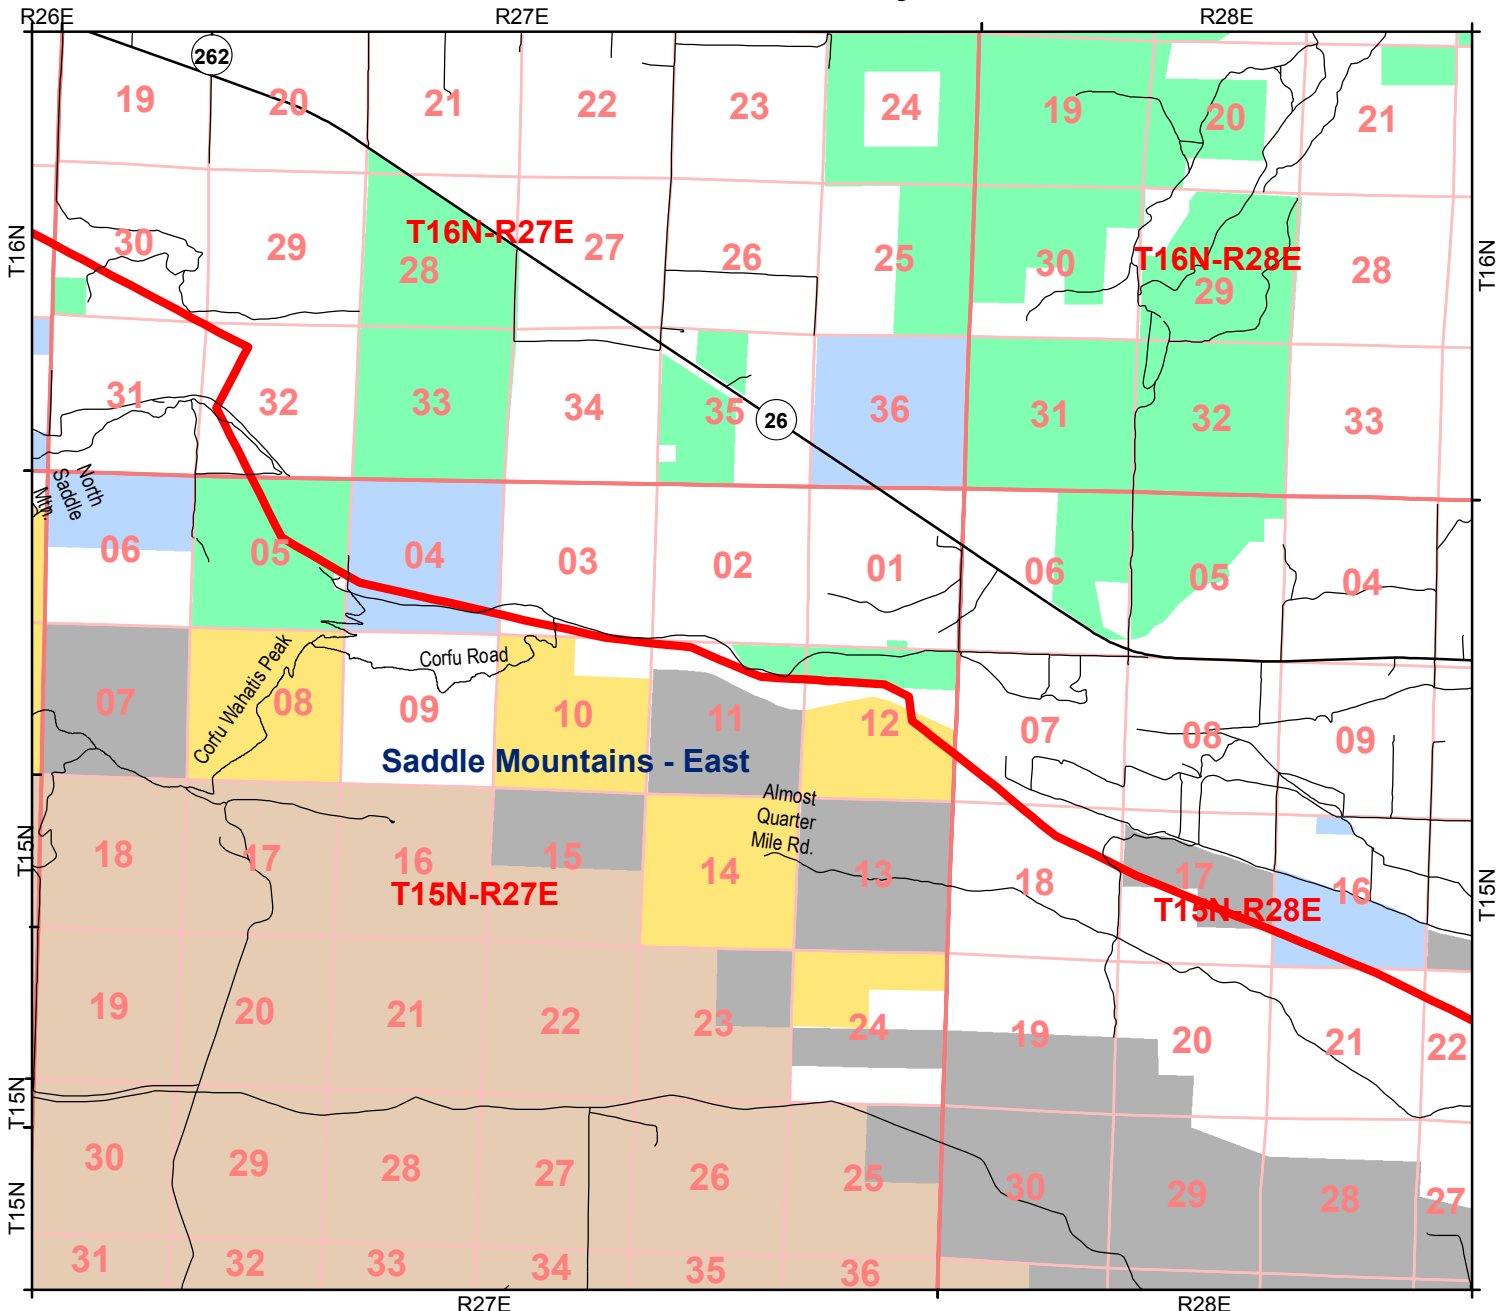 R26E R27E R28E
262
19 20 21 22 23 24 19 20 21
T16N T16N-R27E T16N-R28E T16N
30 29 28 27 26 25 30 29 28
31 32 33 34 35 26 36 31 32 33
North
Saddle
Mtn.
06 05 04 03 02 01 06 05 04
Corfu Wahatis Peak
Corfu Road
07 08 09 10 11 12 07 08 09
Saddle Mountains - East
Almost
Quarter
Mile Rd.
T15N
18 17 16 15 14 13 18 17 16
T15N-R27E T15N-R28E T15N
19 20 21 22 23 24 19 20 21 22
T15N
30 29 28 27 26 25 30 29 28 27
T15N
31 32 33 34 35 36
R27E R28E